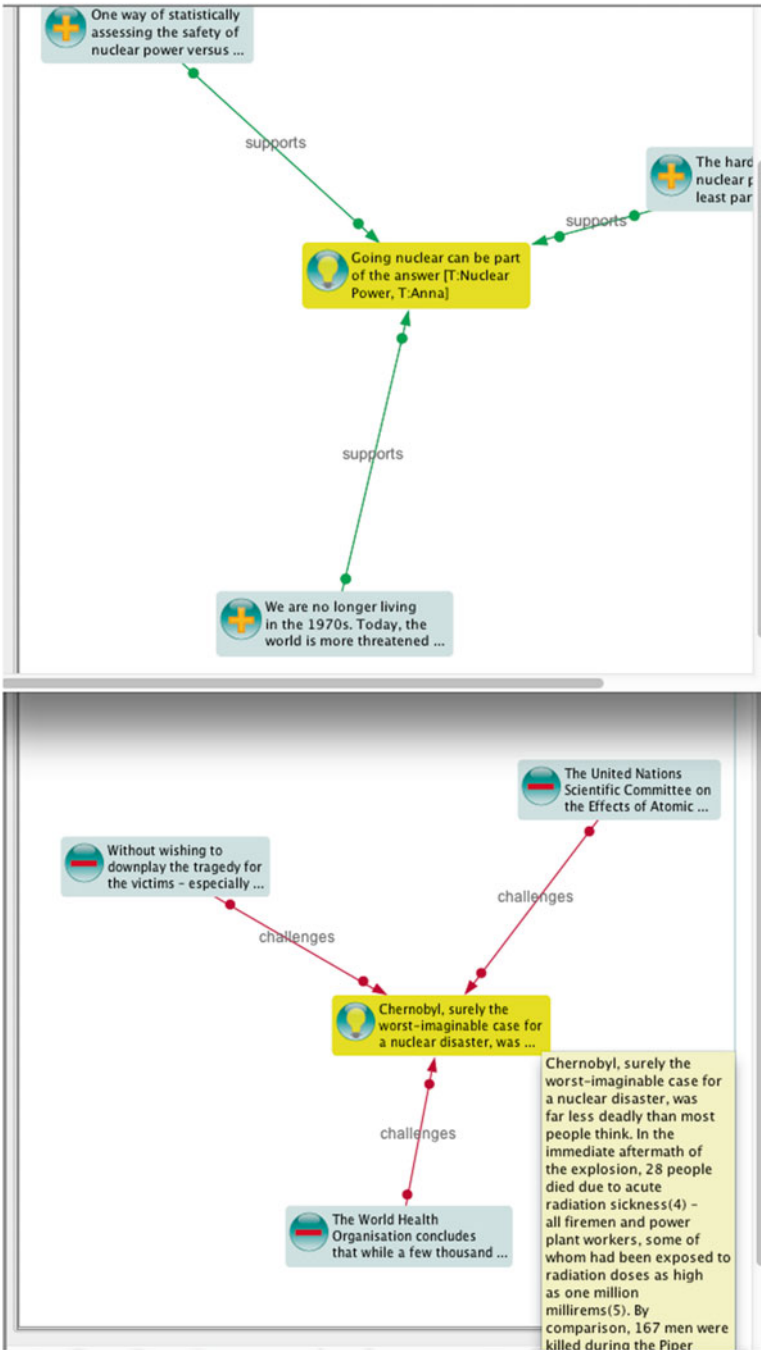 One way of statistically
assessing the safety of
nuclear power versus ...
supports
The hard
nuclear
least
supports
Going nuclear can be part
of the answer [T:Nuclear
Power, T:Anna]
supports
We are no longer living
in the 1970s. Today, the
world is more threatened ...
The United Nations
Scientific Committee on
the Effects of Atomic ...
Without wishing to
downplay the tragedy for
the victims – especially ...
challenges
challenges
Chernobyl, surely the
worst-imaginable case for
a nuclear disaster, was ...
challenges
The World Health
Organisation concludes
that while a few thousand ...
Chernobyl, surely the
worst-imaginable case for
a nuclear disaster, was
far less deadly than most
people think. In the
immediate aftermath of
the explosion, 28 people
died due to acute
radiation sickness(4) –
all firemen and power
plant workers, some of
whom had been exposed to
radiation doses as high
as one million
millirems(5). By
comparison, 167 men were
killed during the Piper